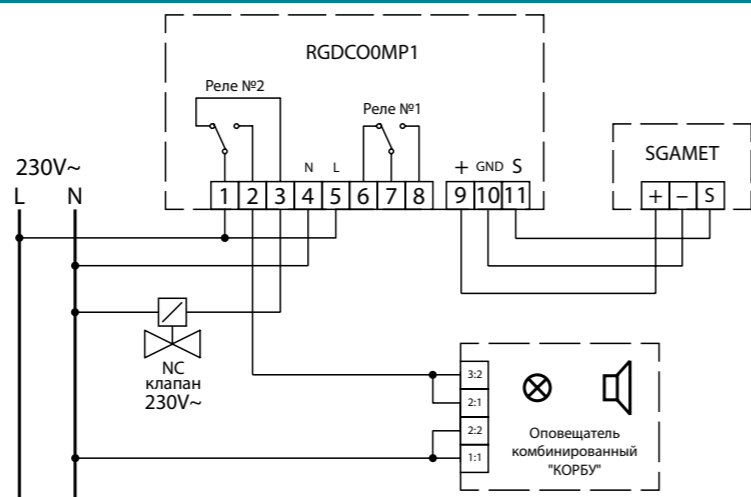 RGDCO0MP1
Реле №2
Реле №1
N L + GND S
1 2 3 4 5 6 7 8 9 10 11
SGAMET
+ − S
230V~
L N
NC
клапан
230V~
3:2
2:1
2:2
1:1
Оповещатель
комбинированный
"КОРБУ"